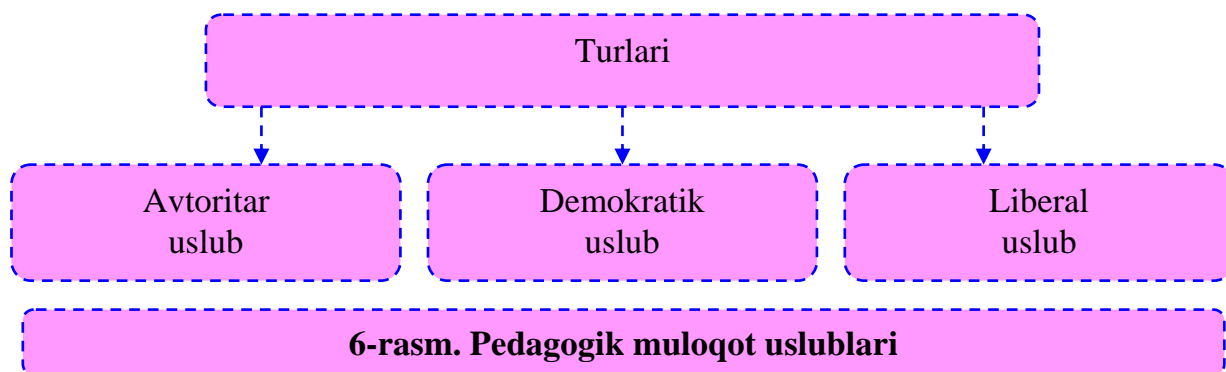 Turlari
Avtoritar
uslub
Demokratik
uslub
Liberal
uslub
6-rasm. Pedagogik muloqot uslublari